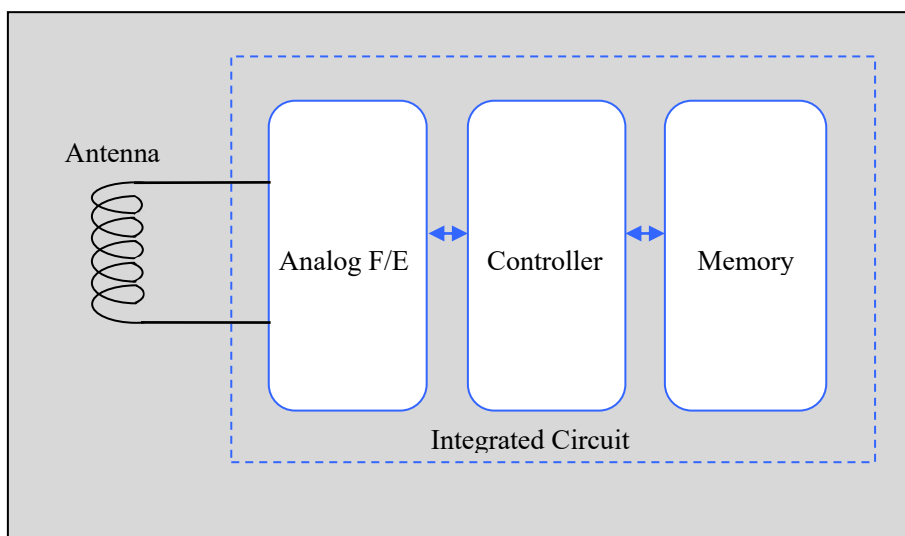 Antenna
Analog F/E
Controller
Memory
Integrated Circuit